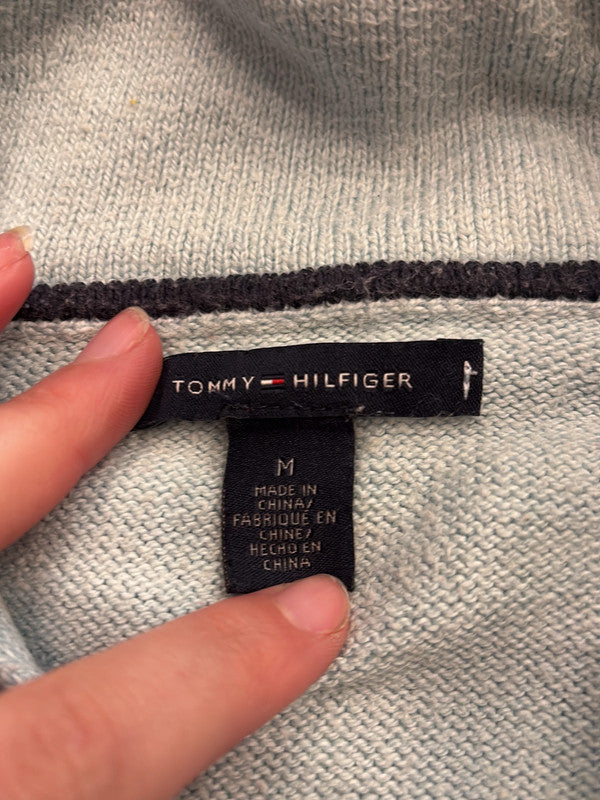 TOMMY HILFIGER
M
MADE IN
CHINA/
FABRIQUE EN
CHINE/
HECHO EN
CHINA